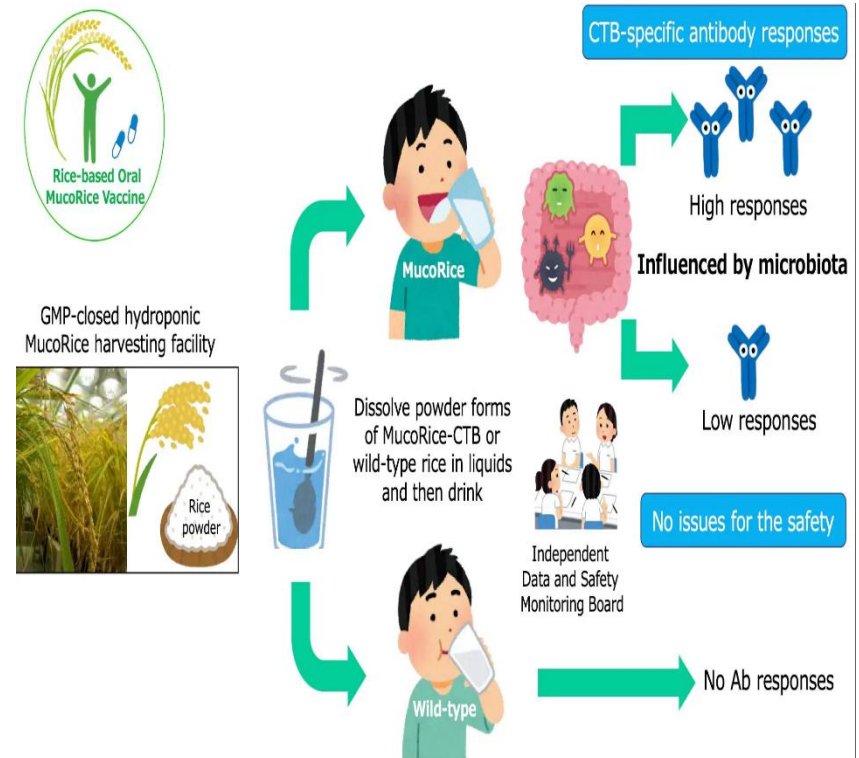 Rice-based Oral
MucoRice Vaccine
GMP-closed hydroponic
MucoRice harvesting facility
Rice
powder
Dissolve powder forms
of MucoRice-CTB or
wild-type rice in liquids
and then drink
MucoRice
Wild-type
CTB-specific antibody responses
High responses
Influenced by microbiota
Low responses
Independent
Data and Safety
Monitoring Board
No issues for the safety
No Ab responses